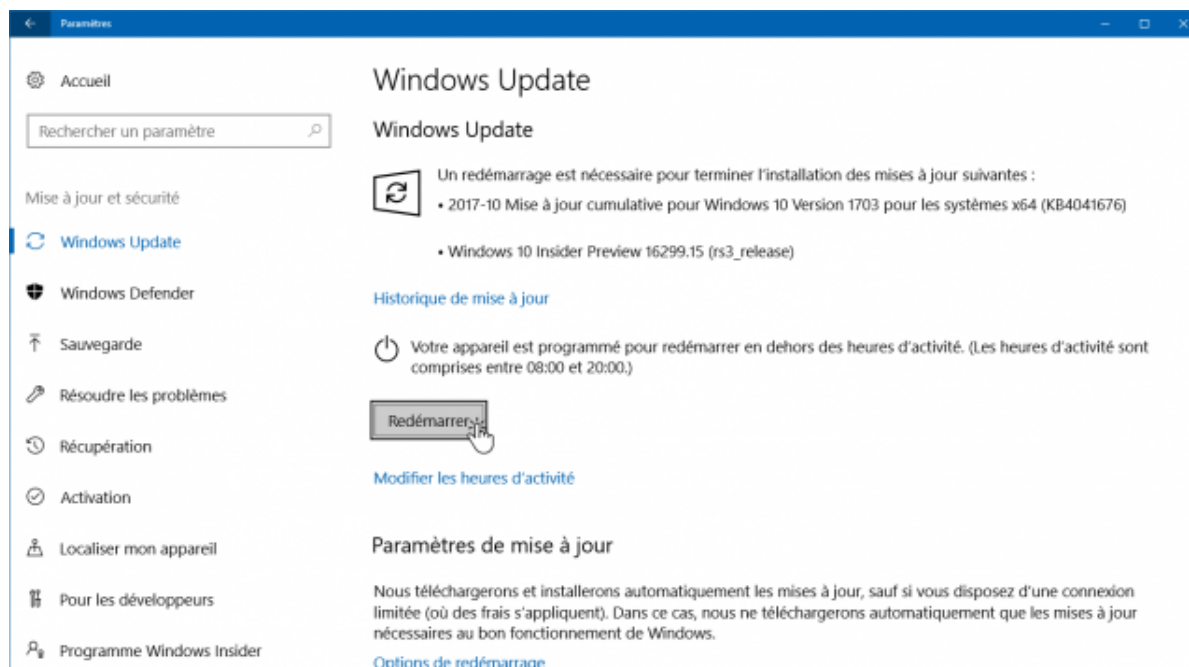 Paramètres
Accueil
Rechercher un paramètre
Mise à jour et sécurité
Windows Update
Windows Defender
Sauvegarde
Résoudre les problèmes
Récupération
Activation
Localiser mon appareil
Pour les développeurs
Programme Windows Insider
Windows Update
Windows Update
Un redémarrage est nécessaire pour terminer l'installation des mises à jour suivantes :
• 2017-10 Mise à jour cumulative pour Windows 10 Version 1703 pour les systèmes x64 (KB4041676)
• Windows 10 Insider Preview 16299.15 (rs3_release)
Historique de mise à jour
Votre appareil est programmé pour redémarrer en dehors des heures d'activité. (Les heures d'activité sont
comprises entre 08:00 et 20:00.)
Redémarrer
Modifier les heures d'activité
Paramètres de mise à jour
Nous téléchargerons et installerons automatiquement les mises à jour, sauf si vous disposez d'une connexion
limitée (où des frais s'appliquent). Dans ce cas, nous ne téléchargerons automatiquement que les mises à jour
nécessaires au bon fonctionnement de Windows.
Options de redémarrage